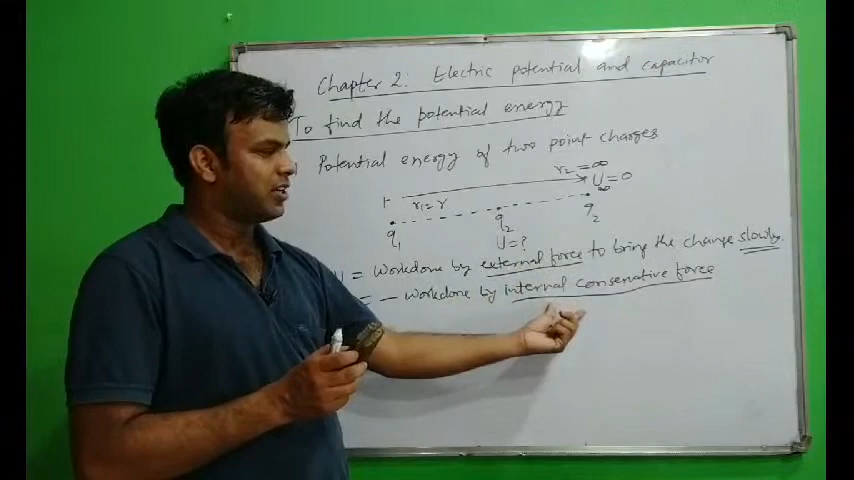 Chapter 2: Electric potential and capacitor
To find the potential energy
Potential energy of two point charges
r2 = ∞
r1 = r
U∞ = 0
q1
q2
q2
U = ?
U = Workdone by external force to bring the charge slowly.
= - Workdone by internal conservative force